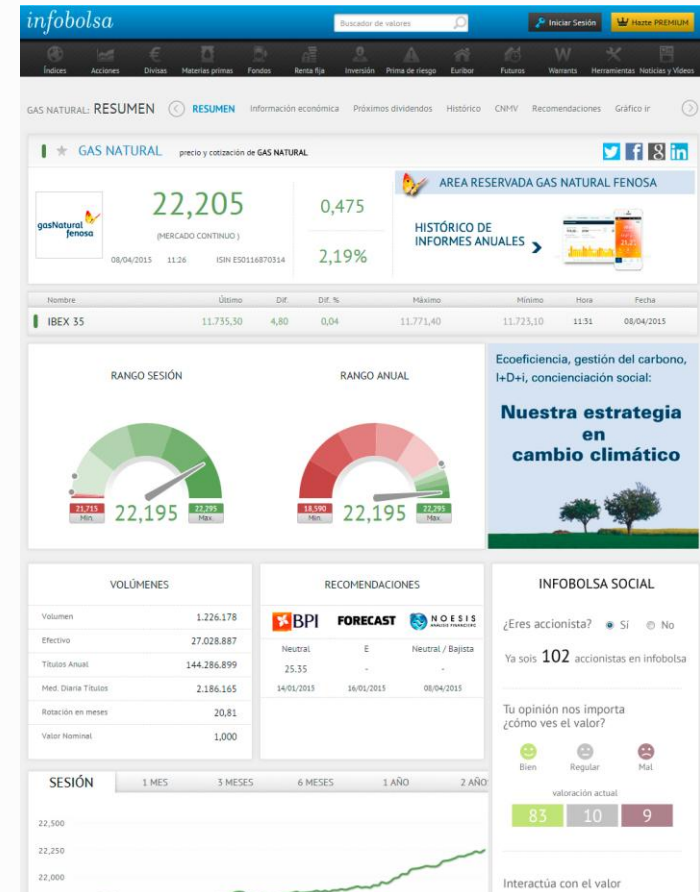 infobolsa
Buscador de valores
Iniciar Sesión
Hazte PREMIUM
Índices Acciones Divisas Materias primas Fondos Renta fija Inversión Prima de riesgo Euribor Futuros Warrants Herramientas Noticias y Vídeos
GAS NATURAL: RESUMEN RESUMEN Información económica Próximos dividendos Histórico CNMV Recomendaciones Gráfico ir
GAS NATURAL precio y cotización de GAS NATURAL
gasNatural
fenosa
22,205
(MERCADO CONTINUO )
08/04/2015 11:26 ISIN ES0116870314
0,475
2,19%
AREA RESERVADA GAS NATURAL FENOSA
HISTÓRICO DE
INFORMES ANUALES
Nombre Último Dif. Dif. % Máximo Mínimo Hora Fecha
IBEX 35 11.735,30 4,80 0,04 11.771,40 11.723,10 11:31 08/04/2015
RANGO SESIÓN
21,715
Min.
22,195
22,295
Max.
RANGO ANUAL
18,590
Min.
22,195
22,295
Max.
Ecoeficiencia, gestión del carbono,
I+D+i, concienciación social:
Nuestra estrategia
en
cambio climático
VOLÚMENES
Volumen 1.226.178
Efectivo 27.028.887
Títulos Anual 144.286.899
Med. Diaria Títulos 2.186.165
Rotación en meses 20,81
Valor Nominal 1,000
RECOMENDACIONES
BPI FORECAST NOESIS
Neutral E Neutral / Bajista
25.35 - -
14/01/2015 16/01/2015 08/04/2015
INFOBOLSA SOCIAL
¿Eres accionista? Sí No
Ya sois 102 accionistas en infobolsa
Tu opinión nos importa
¿cómo ves el valor?
Bien Regular Mal
valoración actual
83 10 9
Interactúa con el valor
SESIÓN 1 MES 3 MESES 6 MESES 1 AÑO 2 AÑO
22,500
22,250
22,000